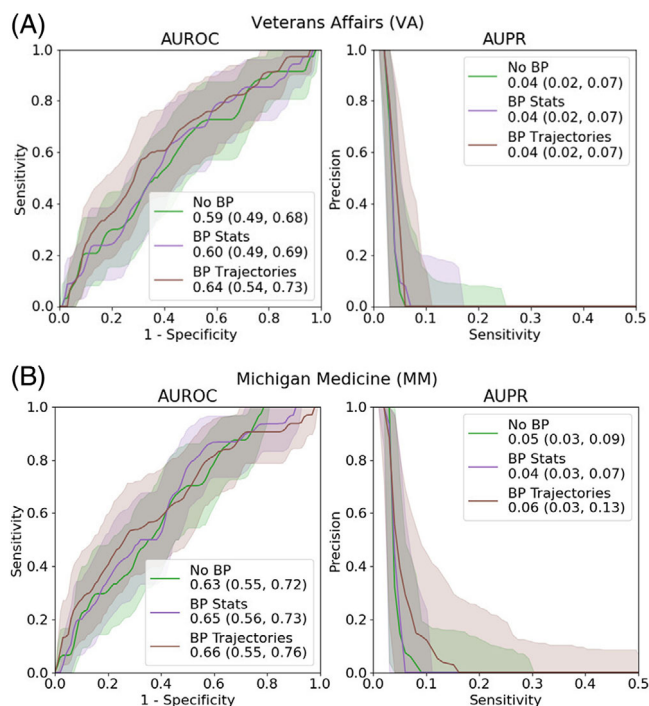 (A)
Veterans Affairs (VA)
AUROC
AUPR
1.0
0.8
0.6
0.4
0.2
0.0
Sensitivity
No BP
0.59 (0.49, 0.68)
BP Stats
0.60 (0.49, 0.69)
BP Trajectories
0.64 (0.54, 0.73)
0.2 0.4 0.6 0.8 1.0
1 - Specificity
1.0
0.8
0.6
0.4
0.2
0.0
Precision
No BP
0.04 (0.02, 0.07)
BP Stats
0.04 (0.02, 0.07)
BP Trajectories
0.04 (0.02, 0.07)
0.0 0.1 0.2 0.3 0.4 0.5
Sensitivity
(B)
Michigan Medicine (MM)
AUROC
AUPR
1.0
0.8
0.6
0.4
0.2
0.0
Sensitivity
No BP
0.63 (0.55, 0.72)
BP Stats
0.65 (0.56, 0.73)
BP Trajectories
0.66 (0.55, 0.76)
0.0 0.2 0.4 0.6 0.8 1.0
1 - Specificity
1.0
0.8
0.6
0.4
0.2
0.0
Precision
No BP
0.05 (0.03, 0.09)
BP Stats
0.04 (0.03, 0.07)
BP Trajectories
0.06 (0.03, 0.13)
0.0 0.1 0.2 0.3 0.4 0.5
Sensitivity